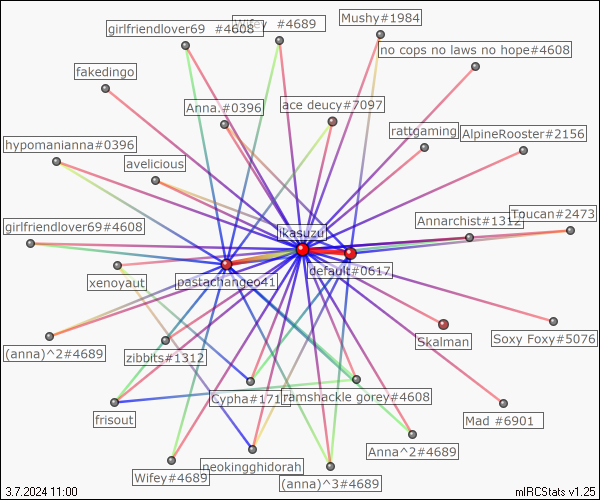 Mushy#1984
girlfriendlover69 #4608
Wifey #4689
no cops no laws no hope#4608
fakedingo
Anna.#0396
ace deucy#7097
rattgaming
AlpineRooster#2156
hypomanianna#0396
avelicious
Toucan#2473
Annarchist#1312
girlfriendlover69#4608
ikasuzu
default#0617
xenoyaut
pastachangeo41
Skalman
Soxy Foxy#5076
(anna)^2#4689
zibbits#1312
Cypha#171
ramshackle gorey#4608
frisout
Mad #6901
Anna^2#4689
neokingghidorah
Wifey#4689
(anna)^3#4689
3.7.2024 11:00
mIRCStats v1.25